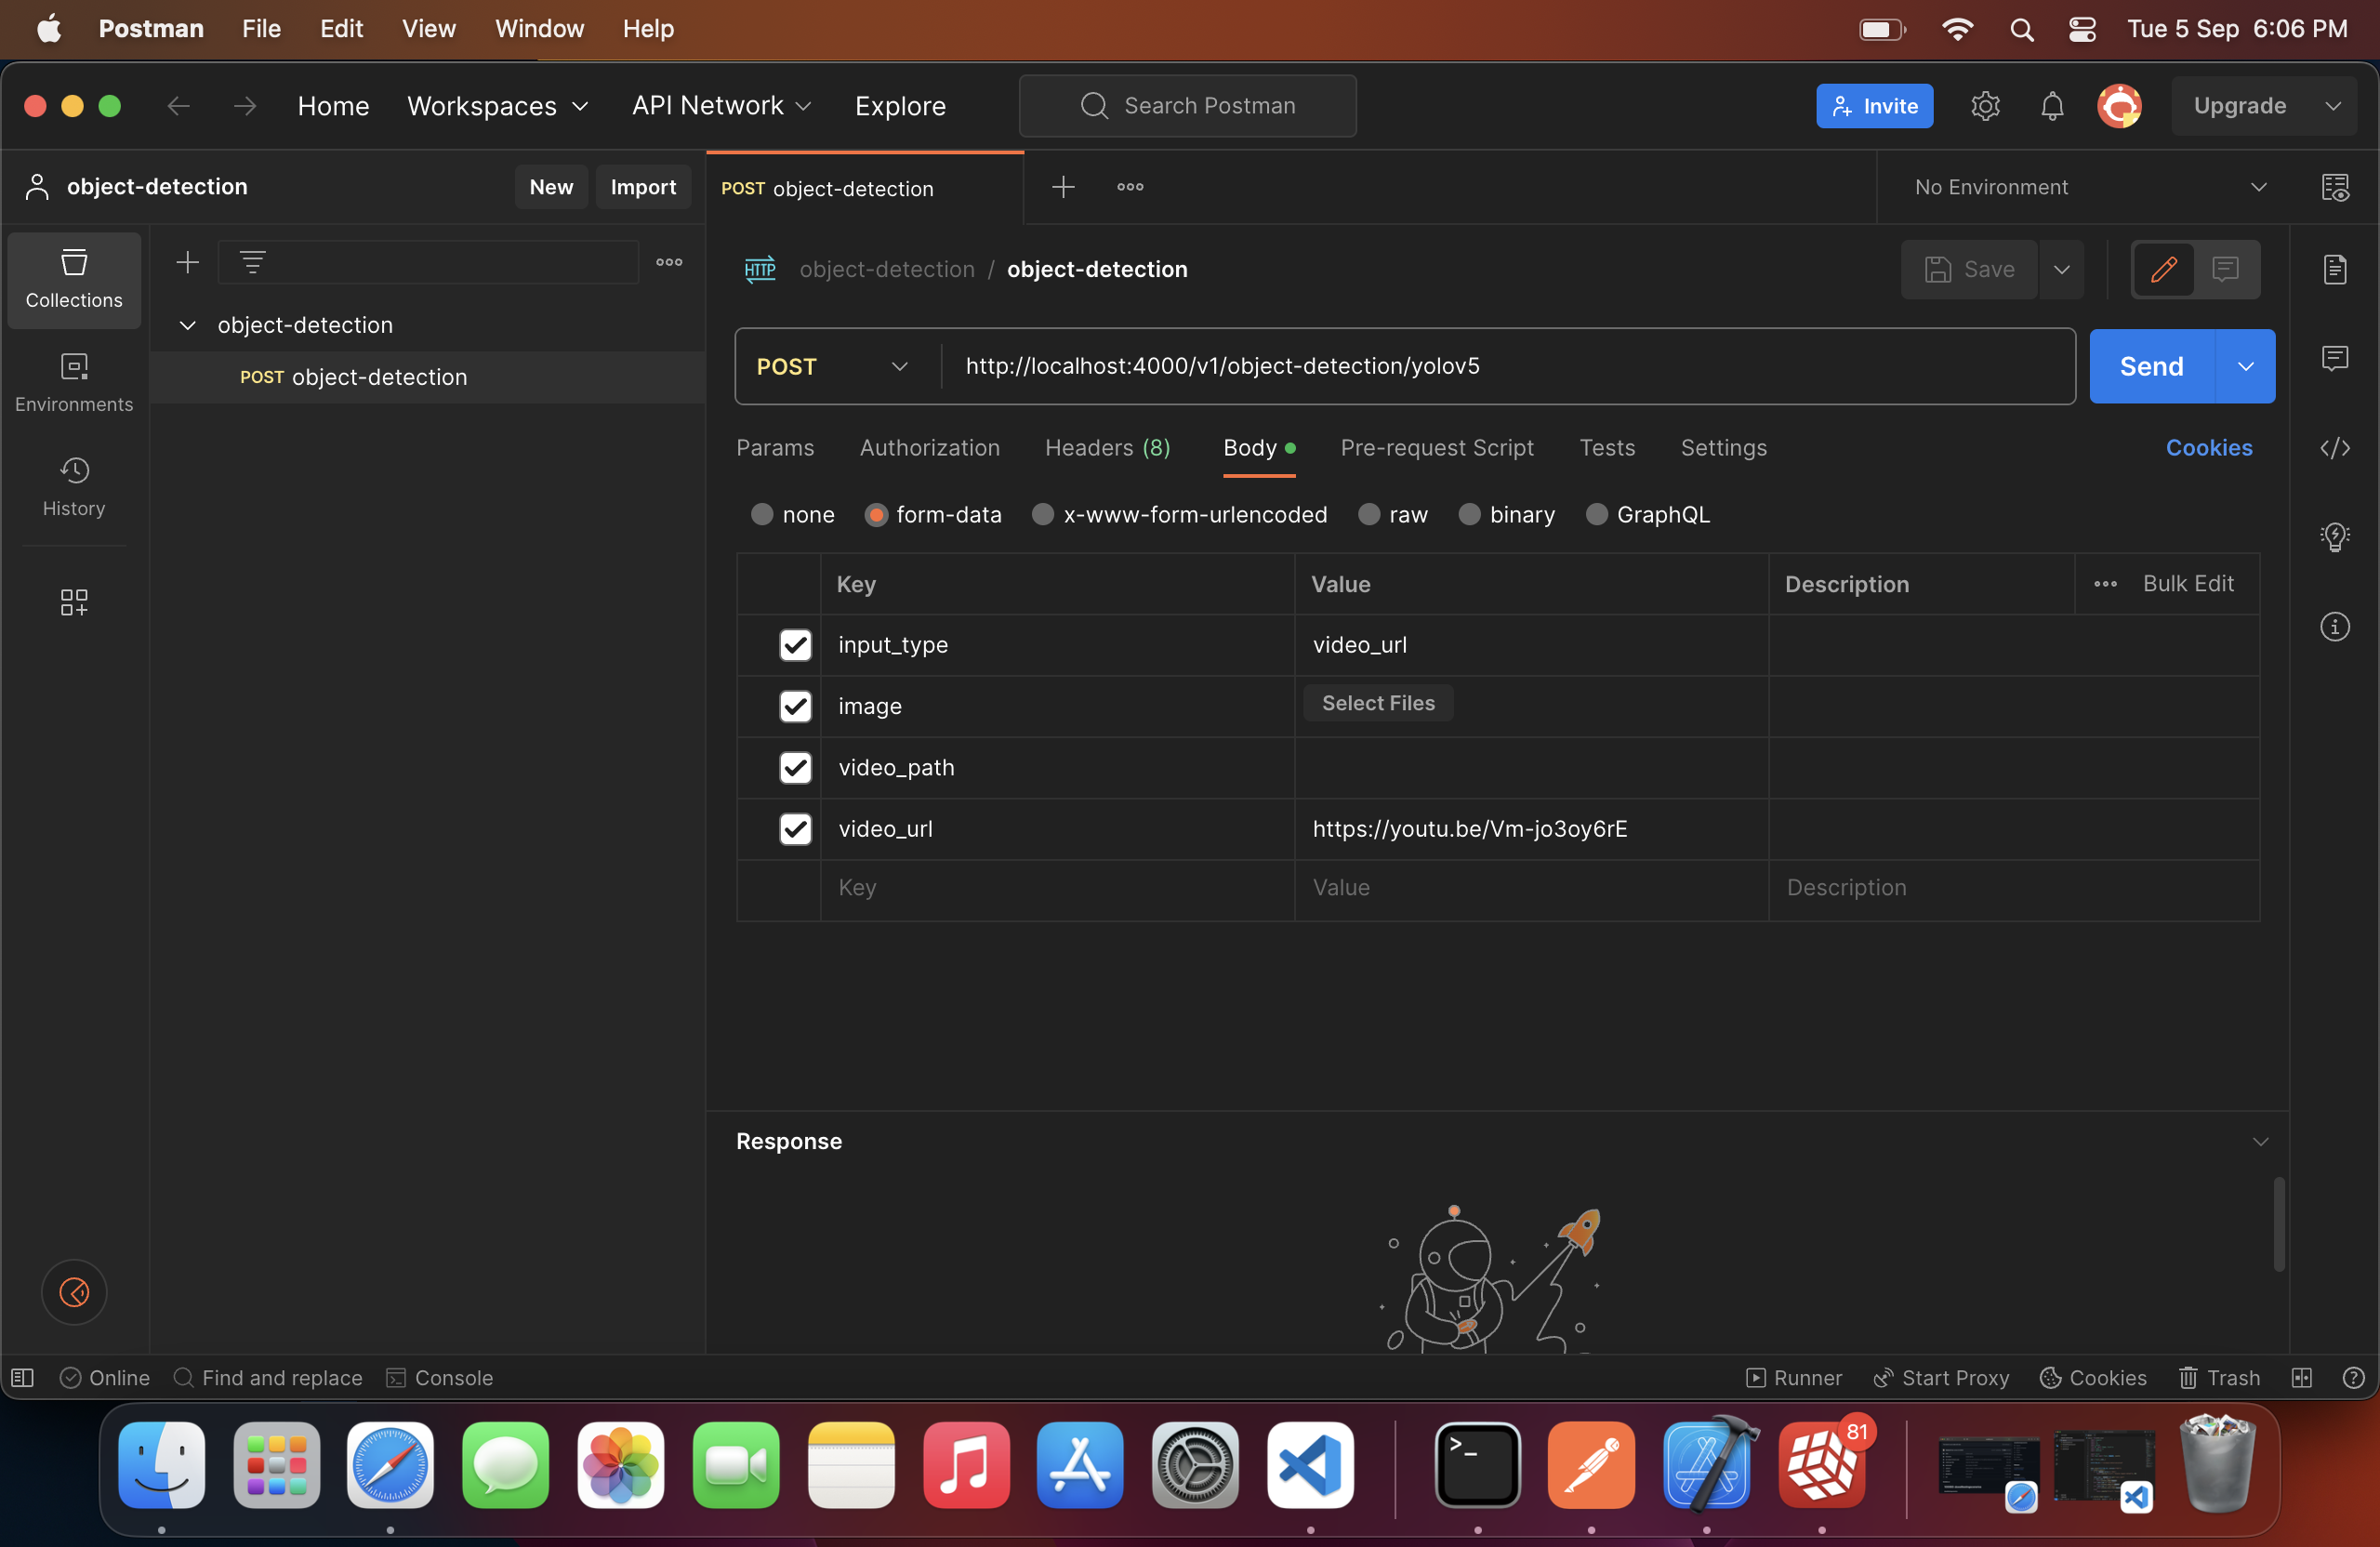 Postman File Edit View Window Help Tue 5 Sep 6:06 PM
Home Workspaces API Network Explore Search Postman Invite Upgrade
object-detection New Import POST object-detection No Environment
Collections
HTTP object-detection / object-detection Save
object-detection
POST object-detection
Environments
History
POST http://localhost:4000/v1/object-detection/yolov5 Send
Params Authorization Headers (8) Body Pre-request Script Tests Settings Cookies
none form-data x-www-form-urlencoded raw binary GraphQL
Key Value Description Bulk Edit
input_type video_url
image Select Files
video_path
video_url https://youtu.be/Vm-jo3oy6rE
Key Value Description
Response
Online Find and replace Console Runner Start Proxy Cookies Trash
81